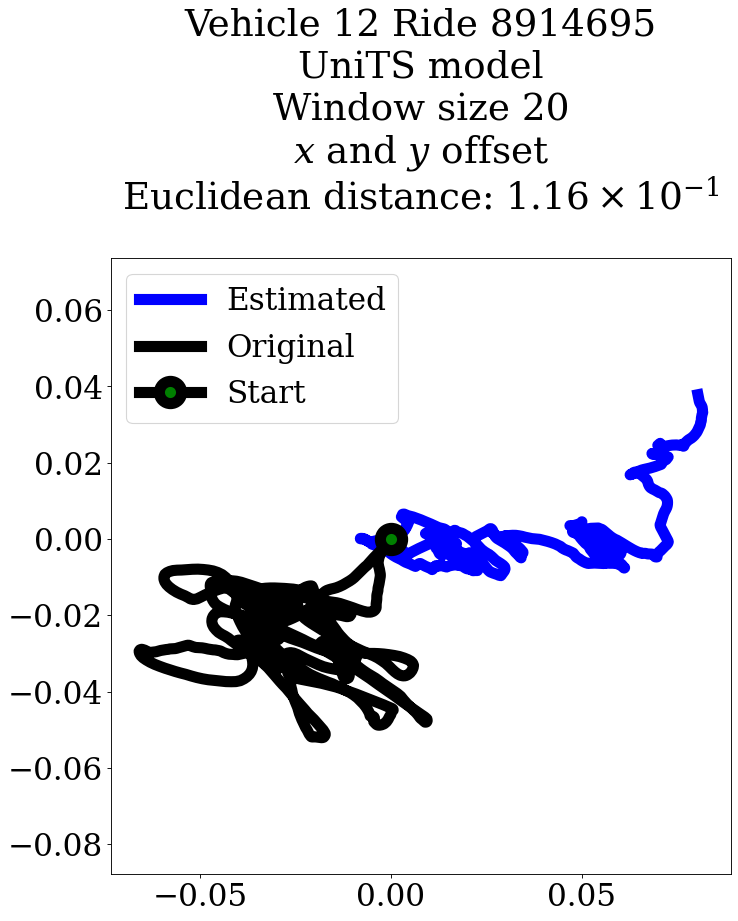 Vehicle 12 Ride 8914695
UniTS model
Window size 20
x and y offset
Euclidean distance: 1.16 × 10⁻¹
Estimated
Original
Start
0.06
0.04
0.02
0.00
−0.02
−0.04
−0.06
−0.08
−0.05 0.00 0.05